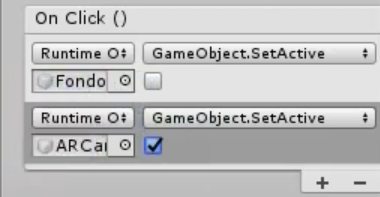 On Click ()
Runtime O GameObject.SetActive
Fondo
Runtime O GameObject.SetActive
ARCa
+ −